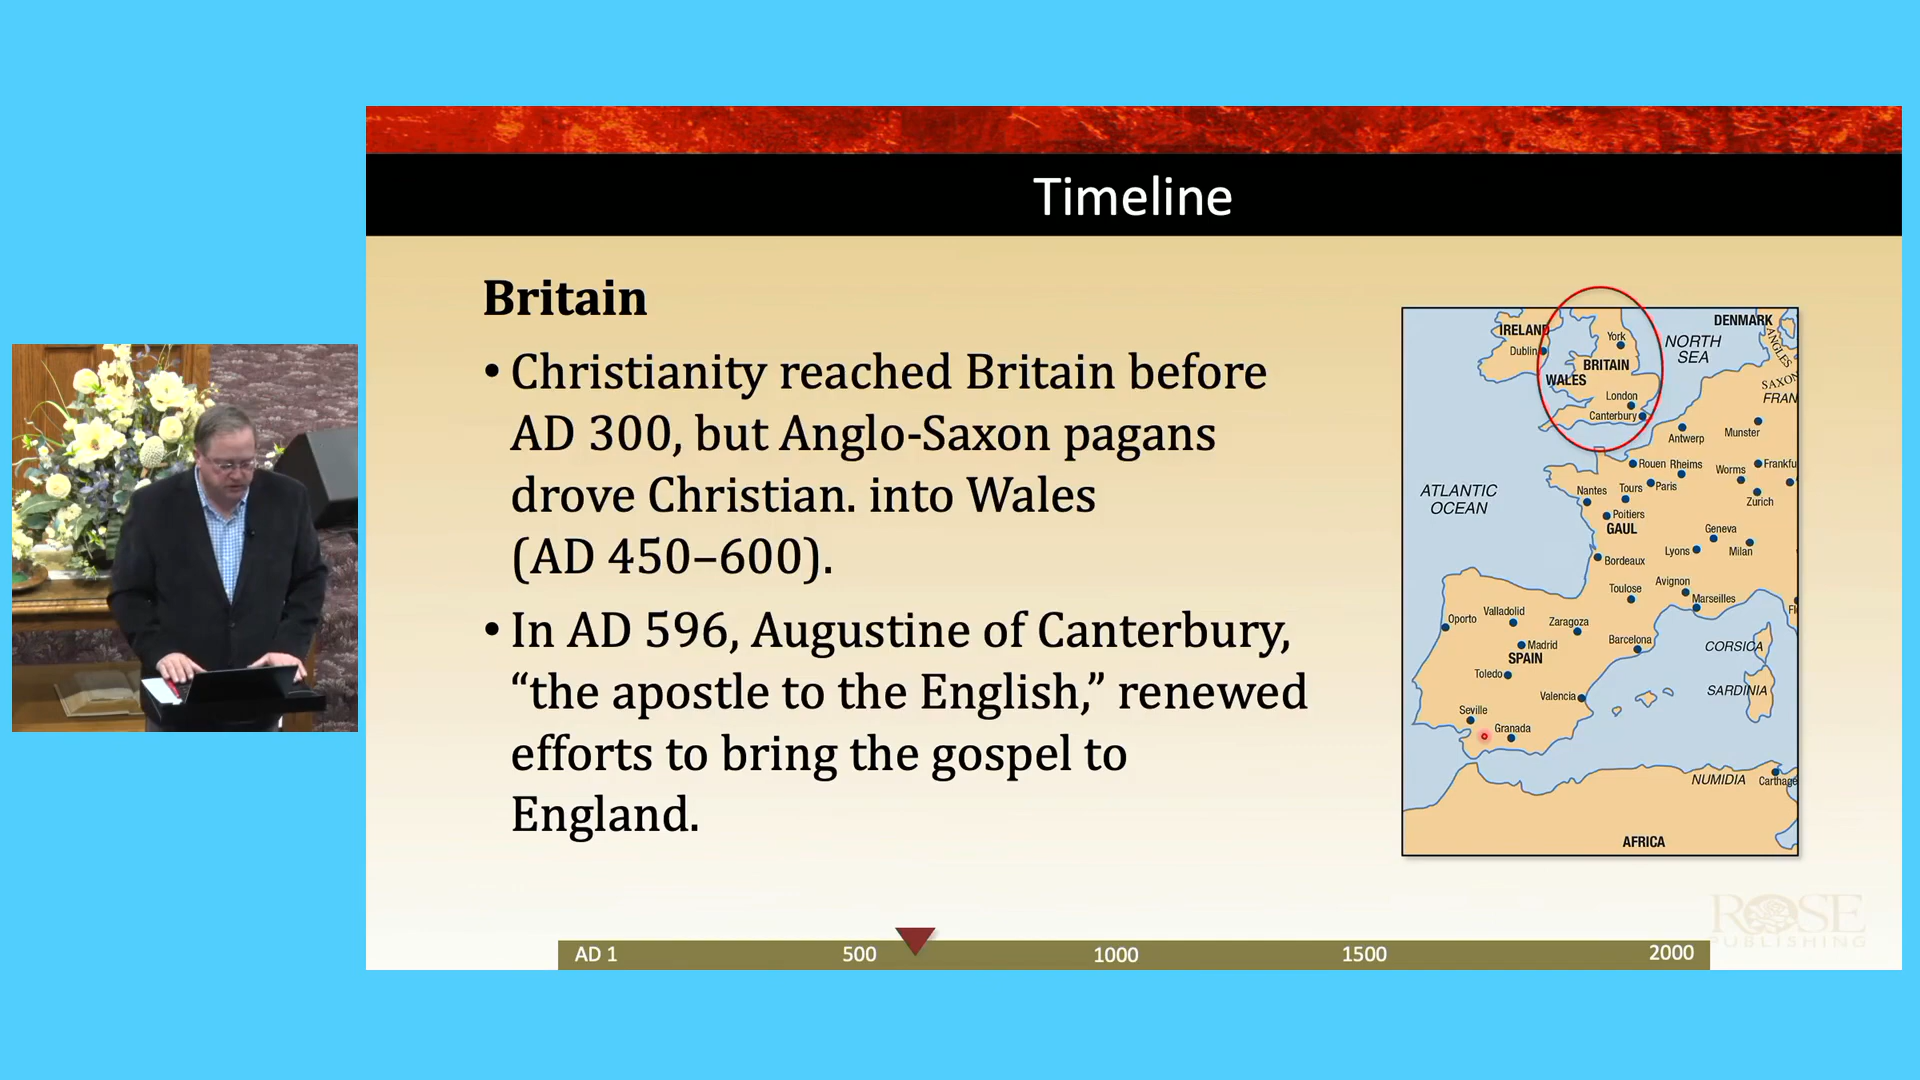 Timeline
Britain
• Christianity reached Britain before
AD 300, but Anglo-Saxon pagans
drove Christian. into Wales
(AD 450–600).
• In AD 596, Augustine of Canterbury,
“the apostle to the English,” renewed
efforts to bring the gospel to
England.
IRELAND
Dublin
York
BRITAIN
WALES
London
Canterbury
NORTH
SEA
DENMARK
ANGLES
SAXON
FRAN
Antwerp
Munster
Rouen
Rheims
Worms
Frankfu
Nantes
Tours
Paris
Zurich
Poitiers
GAUL
Geneva
Lyons
Milan
Bordeaux
Toulouse
Avignon
Marseilles
Fl
ATLANTIC
OCEAN
Oporto
Valladolid
Zaragoza
Madrid
Barcelona
SPAIN
Toledo
Valencia
Seville
Granada
CORSICA
SARDINIA
NUMIDIA
Carthage
AFRICA
ROSE
PUBLISHING
AD 1 500 1000 1500 2000